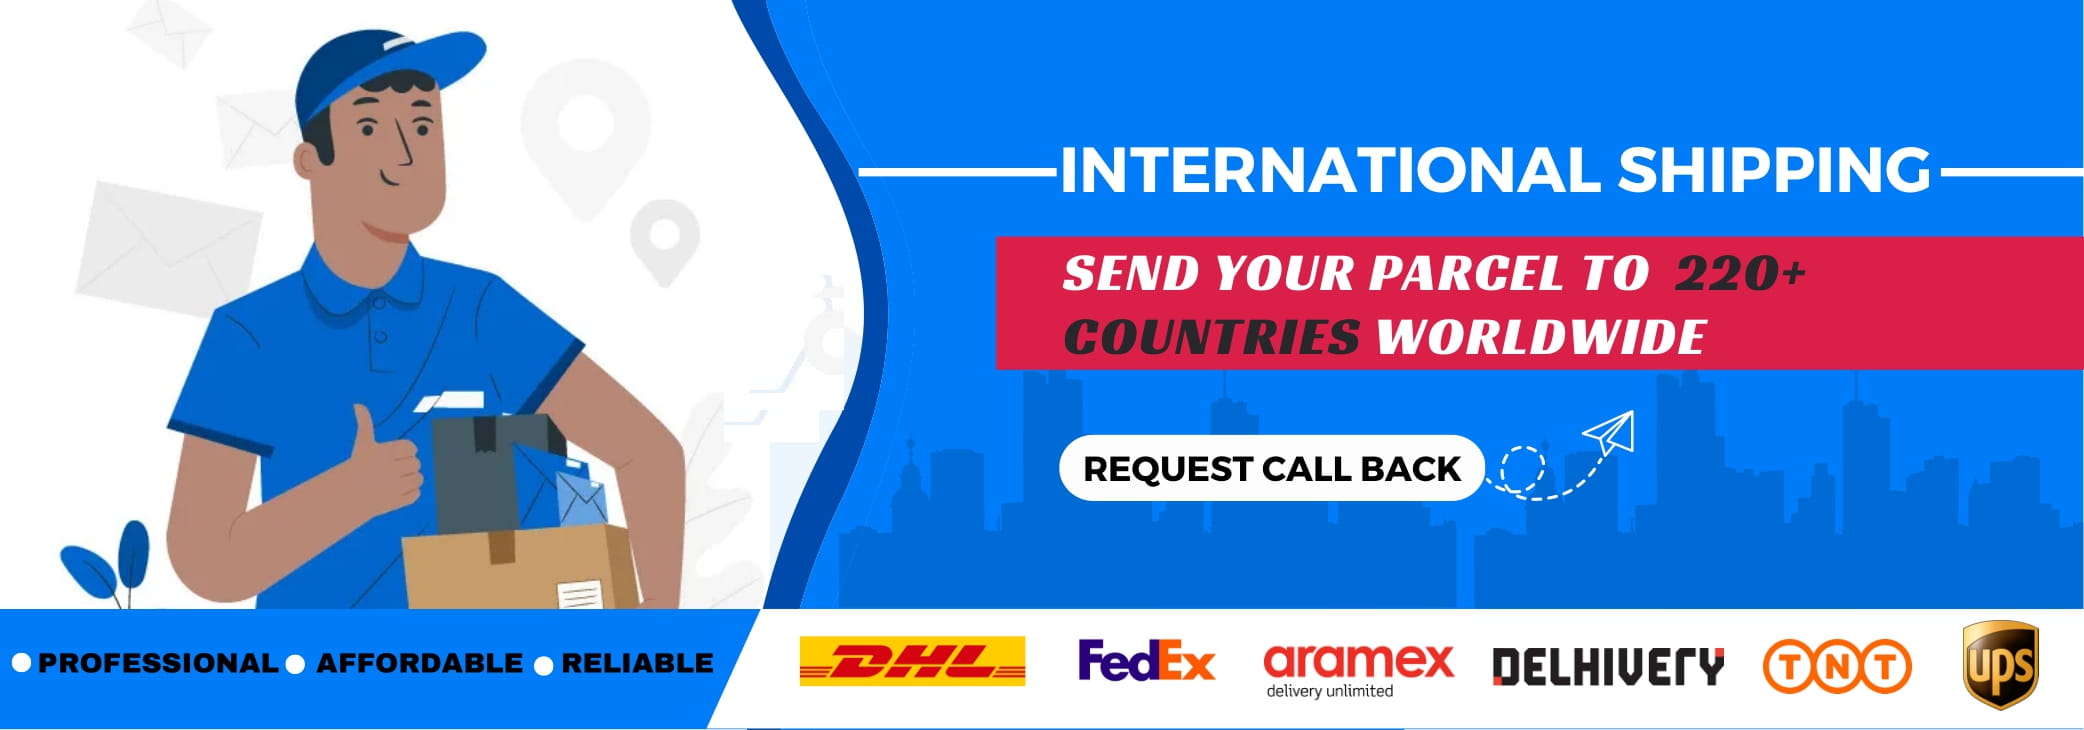 INTERNATIONAL SHIPPING
SEND YOUR PARCEL TO 220+
COUNTRIES WORLDWIDE
REQUEST CALL BACK
PROFESSIONAL AFFORDABLE RELIABLE
DHL FedEx aramex DELHIVERY TNT ups
delivery unlimited